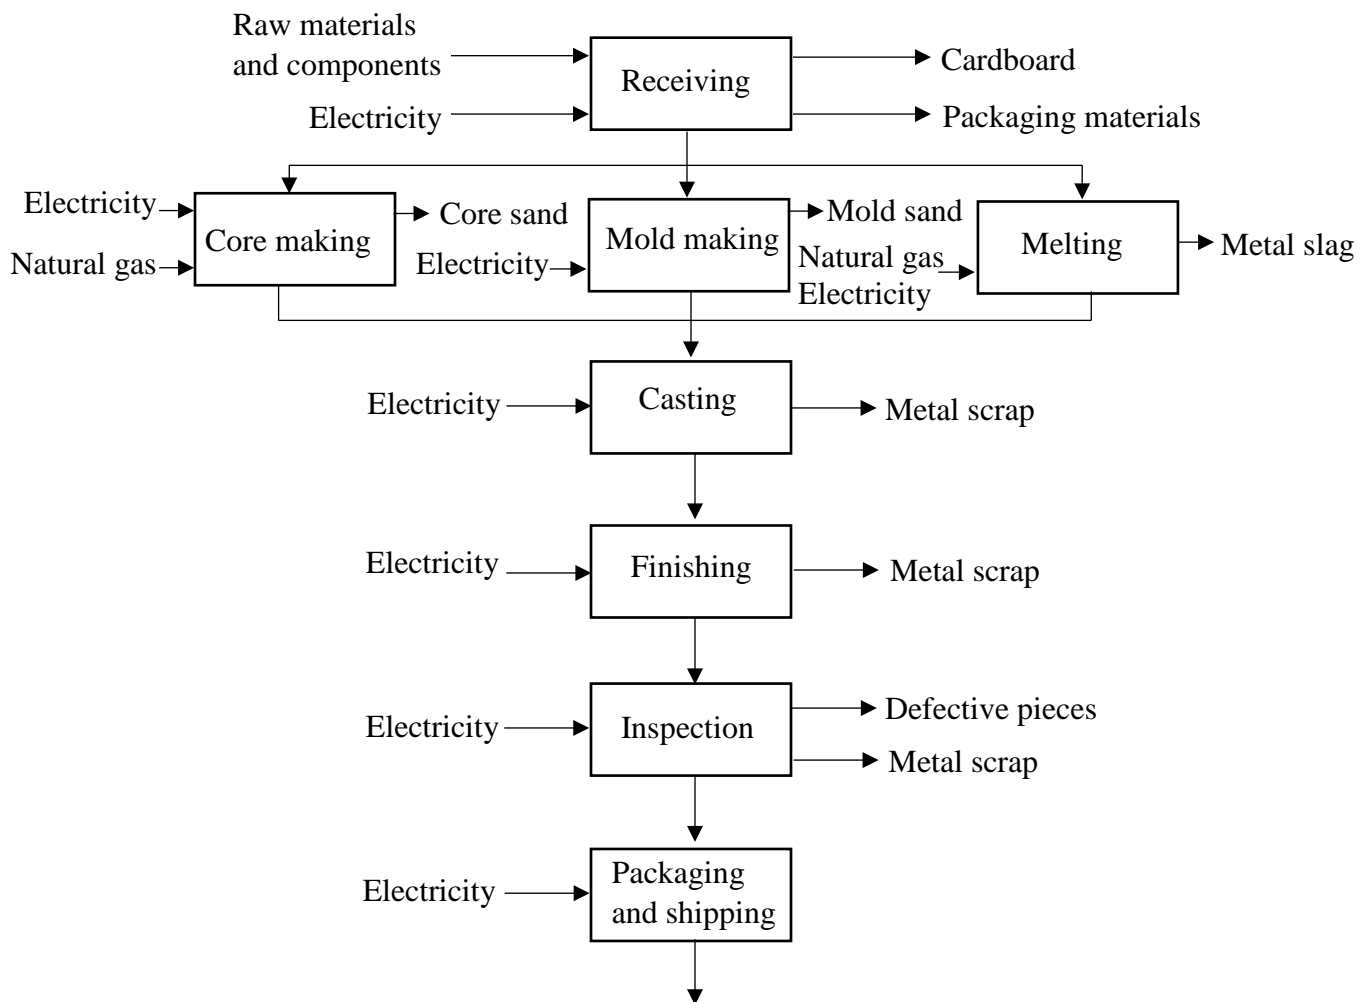 Raw materials
and components
Receiving
Cardboard
Electricity
Packaging materials
Electricity
Core making
Core sand
Natural gas
Mold making
Mold sand
Electricity
Natural gas
Electricity
Melting
Metal slag
Electricity
Casting
Metal scrap
Electricity
Finishing
Metal scrap
Electricity
Inspection
Defective pieces
Metal scrap
Electricity
Packaging
and shipping